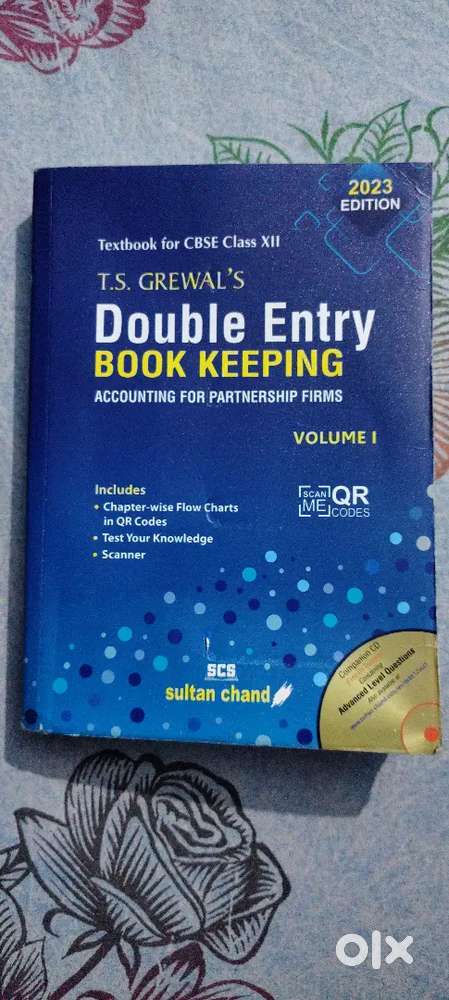 2023
EDITION
Textbook for CBSE Class XII
T.S. GREWAL'S
Double Entry
BOOK KEEPING
ACCOUNTING FOR PARTNERSHIP FIRMS
VOLUME I
Includes
• Chapter-wise Flow Charts
in QR Codes
• Test Your Knowledge
• Scanner
SCAN
ME
QR
CODES
SCS
sultan chand
Companion CD
Containing
Advanced Level Questions
olx